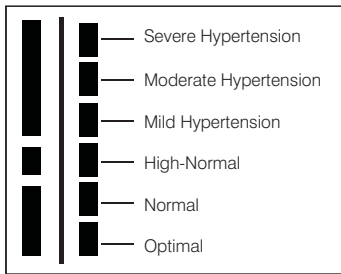 Severe Hypertension
Moderate Hypertension
Mild Hypertension
High-Normal
Normal
Optimal